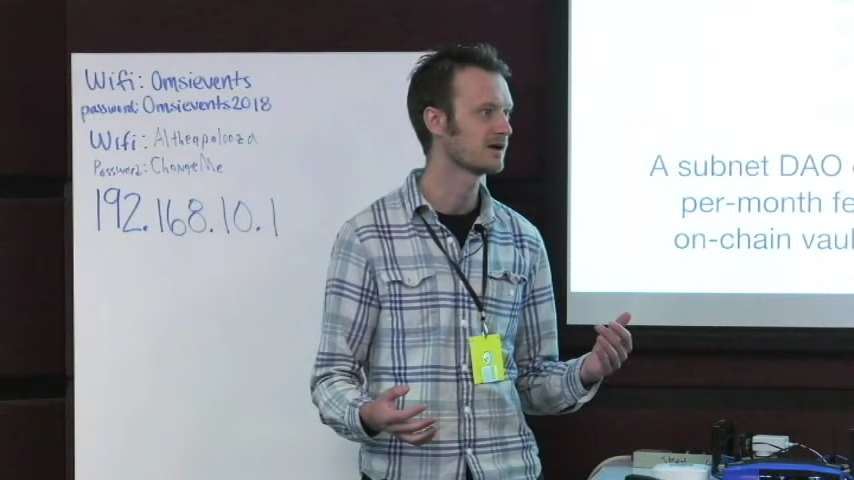 Wifi: Omsievents
password: Omsievents2018
Wifi: Altheapalooza
Password: ChangeMe
192.168.10.1
A subnet DAO
per-month fe
on-chain vaul